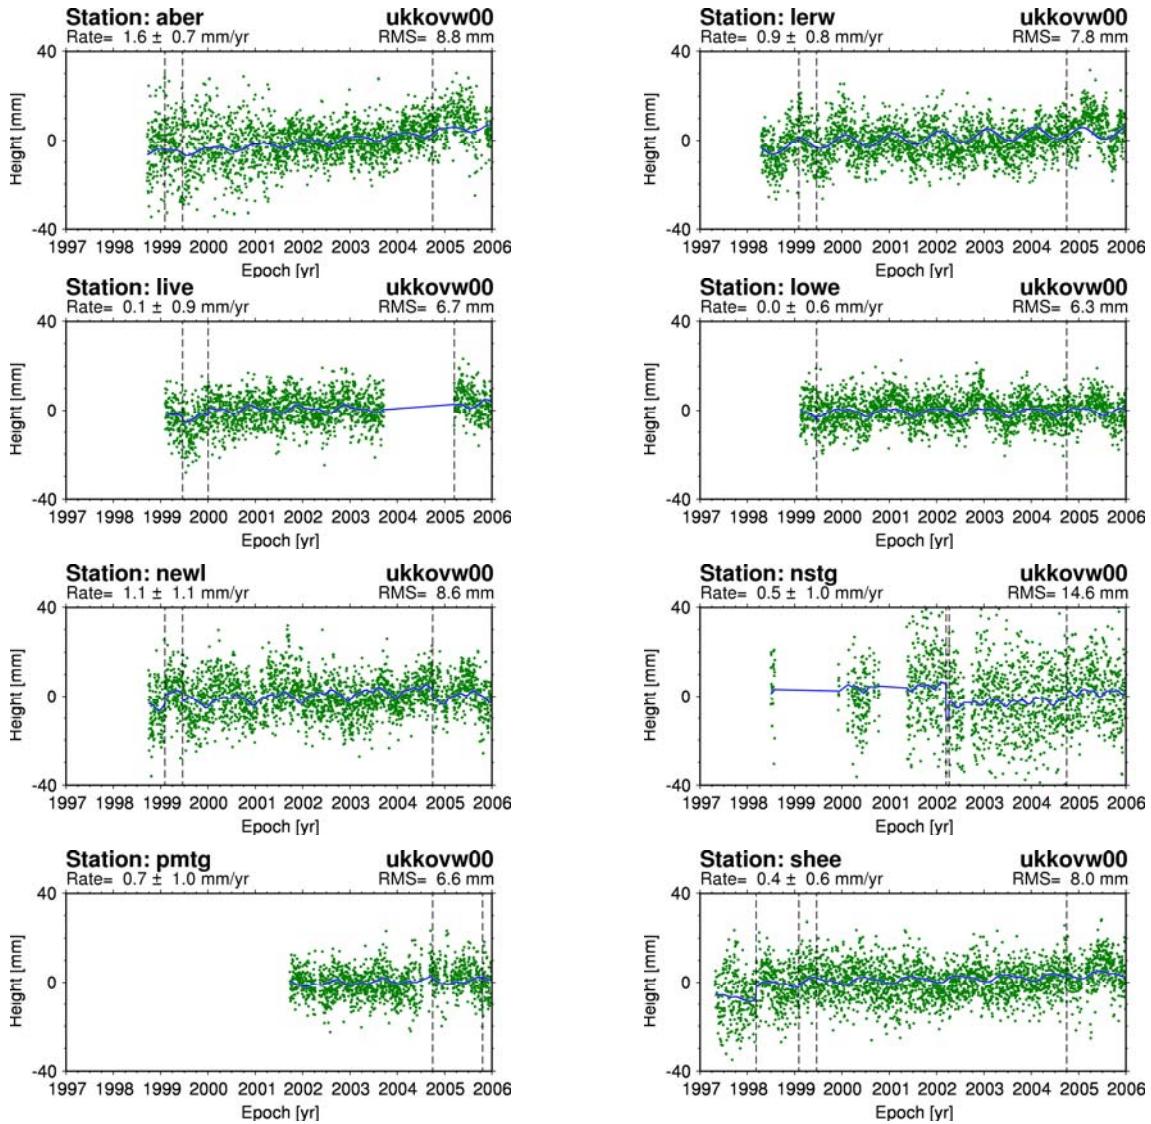 Station: aber ukkovw00
Rate= 1.6 ± 0.7 mm/yr RMS= 8.8 mm
40
0
-40
Height [mm]
1997 1998 1999 2000 2001 2002 2003 2004 2005 2006
Epoch [yr]
Station: lerw ukkovw00
Rate= 0.9 ± 0.8 mm/yr RMS= 7.8 mm
40
0
-40
Height [mm]
1997 1998 1999 2000 2001 2002 2003 2004 2005 2006
Epoch [yr]
Station: live ukkovw00
Rate= 0.1 ± 0.9 mm/yr RMS= 6.7 mm
40
0
-40
Height [mm]
1997 1998 1999 2000 2001 2002 2003 2004 2005 2006
Epoch [yr]
Station: lowe ukkovw00
Rate= 0.0 ± 0.6 mm/yr RMS= 6.3 mm
40
0
-40
Height [mm]
1997 1998 1999 2000 2001 2002 2003 2004 2005 2006
Epoch [yr]
Station: newl ukkovw00
Rate= 1.1 ± 1.1 mm/yr RMS= 8.6 mm
40
0
-40
Height [mm]
1997 1998 1999 2000 2001 2002 2003 2004 2005 2006
Epoch [yr]
Station: nstg ukkovw00
Rate= 0.5 ± 1.0 mm/yr RMS= 14.6 mm
40
0
-40
Height [mm]
1997 1998 1999 2000 2001 2002 2003 2004 2005 2006
Epoch [yr]
Station: pmtg ukkovw00
Rate= 0.7 ± 1.0 mm/yr RMS= 6.6 mm
40
0
-40
Height [mm]
1997 1998 1999 2000 2001 2002 2003 2004 2005 2006
Epoch [yr]
Station: shee ukkovw00
Rate= 0.4 ± 0.6 mm/yr RMS= 8.0 mm
40
0
-40
Height [mm]
1997 1998 1999 2000 2001 2002 2003 2004 2005 2006
Epoch [yr]